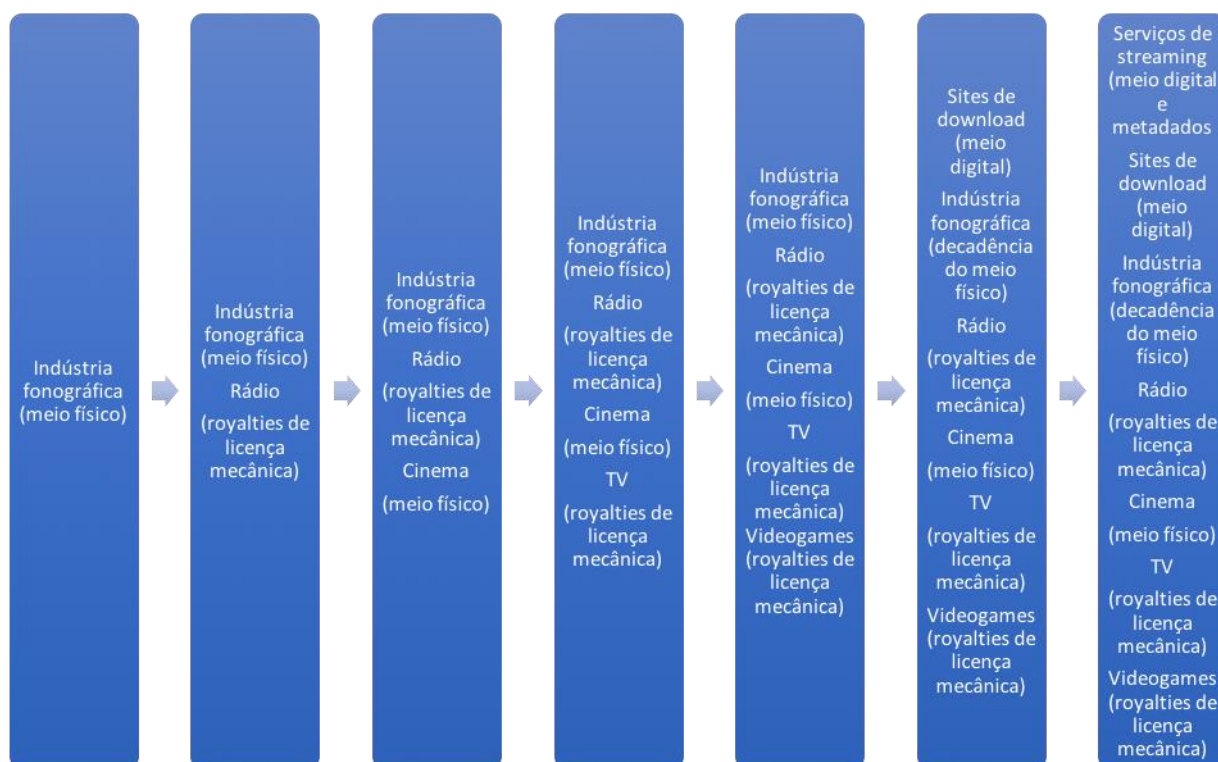 Indústria
fonográfica
(meio físico)
Indústria
fonográfica
(meio físico)
Rádio
(royalties de
licença
mecânica)
Indústria
fonográfica
(meio físico)
Rádio
(royalties de
licença
mecânica)
Cinema
(meio físico)
Indústria
fonográfica
(meio físico)
Rádio
(royalties de
licença
mecânica)
Cinema
(meio físico)
TV
(royalties de
licença
mecânica)
Indústria
fonográfica
(meio físico)
Rádio
(royalties de
licença
mecânica)
Cinema
(meio físico)
TV
(royalties de
licença
mecânica)
Videogames
(royalties de
licença
mecânica)
Sites de
download
(meio
digital)
Indústria
fonográfica
(decadência
do meio
físico)
Rádio
(royalties de
licença
mecânica)
Cinema
(meio físico)
TV
(royalties de
licença
mecânica)
Videogames
(royalties de
licença
mecânica)
Serviços de
streaming
(meio digital
e
metadados
Sites de
download
(meio
digital)
Indústria
fonográfica
(decadência
do meio
físico)
Rádio
(royalties de
licença
mecânica)
Cinema
(meio físico)
TV
(royalties de
licença
mecânica)
Videogames
(royalties de
licença
mecânica)